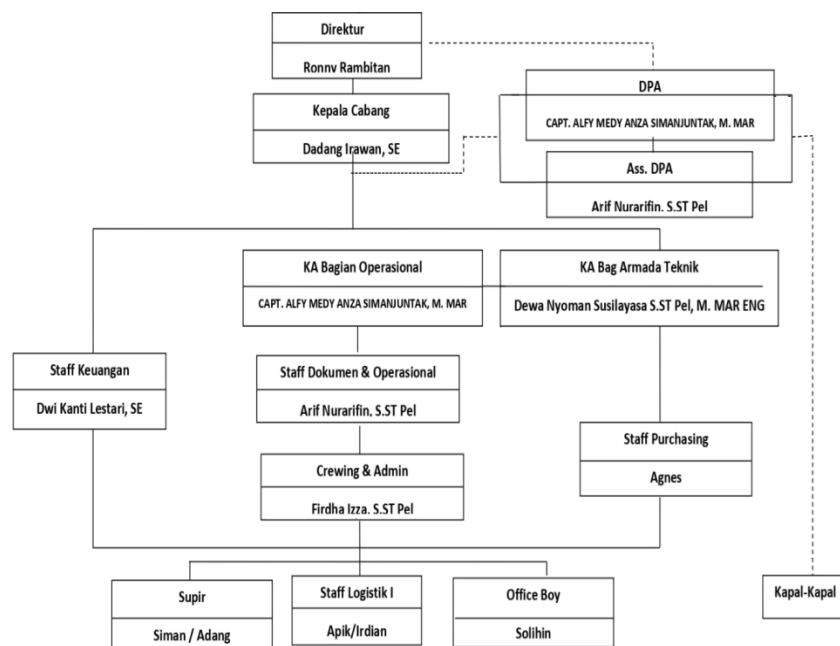 Direktur
Ronny Rambitan
DPA
CAPT. ALFY MEDY ANZA SIMANJUNTAK, M. MAR
Kepala Cabang
Dadang Irawan, SE
Ass. DPA
Arif Nurarifin. S.ST Pel
KA Bagian Operasional
CAPT. ALFY MEDY ANZA SIMANJUNTAK, M. MAR
KA Bag Armada Teknik
Dewa Nyoman Susilayasa S.ST Pel, M. MAR ENG
Staff Keuangan
Dwi Kanti Lestari, SE
Staff Dokumen & Operasional
Arif Nurarifin. S.ST Pel
Staff Purchasing
Agnes
Crewing & Admin
Firdha Izza. S.ST Pel
Supir
Siman / Adang
Staff Logistik I
Apik/Irdian
Office Boy
Solihin
Kapal-Kapal